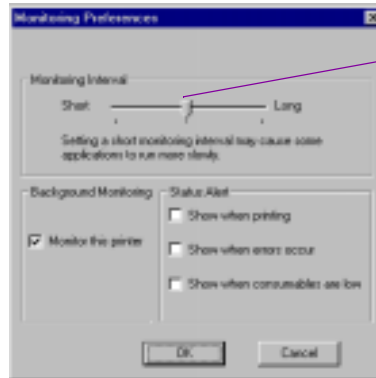 Monitoring Preferences
Monitoring Interval
Short Long
Setting a short monitoring interval may cause some
applications to run more slowly.
Background Monitoring
Monitor this printer
Status Alert
Show when printing
Show when errors occur
Show when consumables are low
OK Cancel